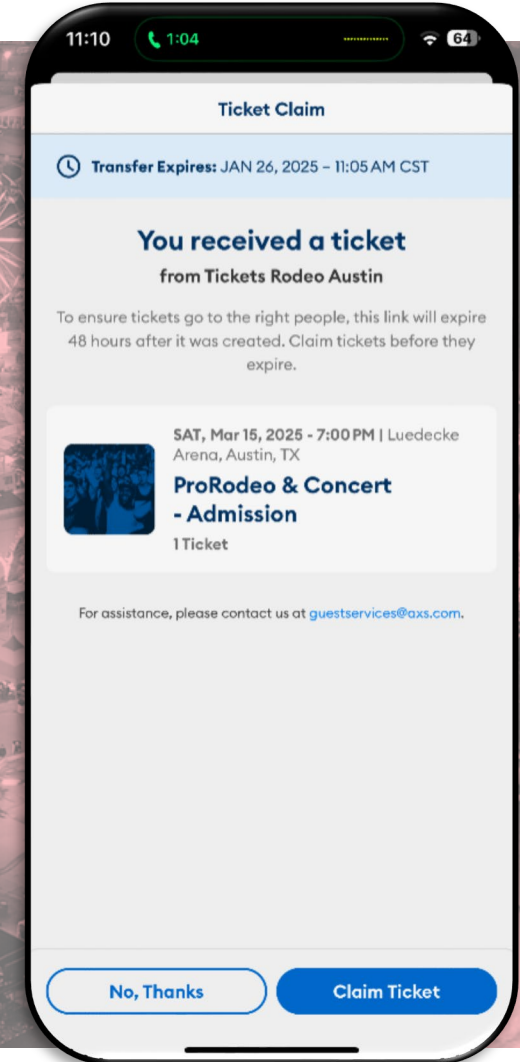 11:10
1:04
64
Ticket Claim
Transfer Expires: JAN 26, 2025 – 11:05 AM CST
You received a ticket
from Tickets Rodeo Austin
To ensure tickets go to the right people, this link will expire
48 hours after it was created. Claim tickets before they
expire.
SAT, Mar 15, 2025 - 7:00 PM | Luedecke
Arena, Austin, TX
ProRodeo & Concert
- Admission
1 Ticket
For assistance, please contact us at guestservices@axs.com.
No, Thanks
Claim Ticket